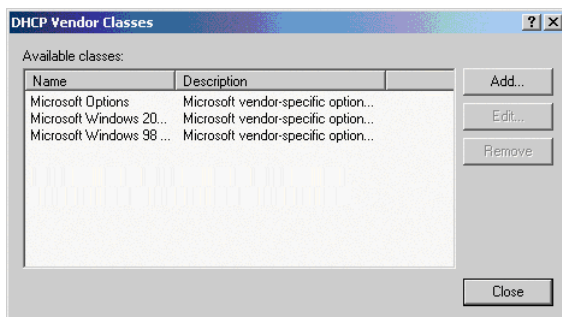 DHCP Vendor Classes
Available classes:
Name Description
Microsoft Options Microsoft vendor-specific option...
Microsoft Windows 20... Microsoft vendor-specific option...
Microsoft Windows 98 ... Microsoft vendor-specific option...
Add...
Edit...
Remove
Close